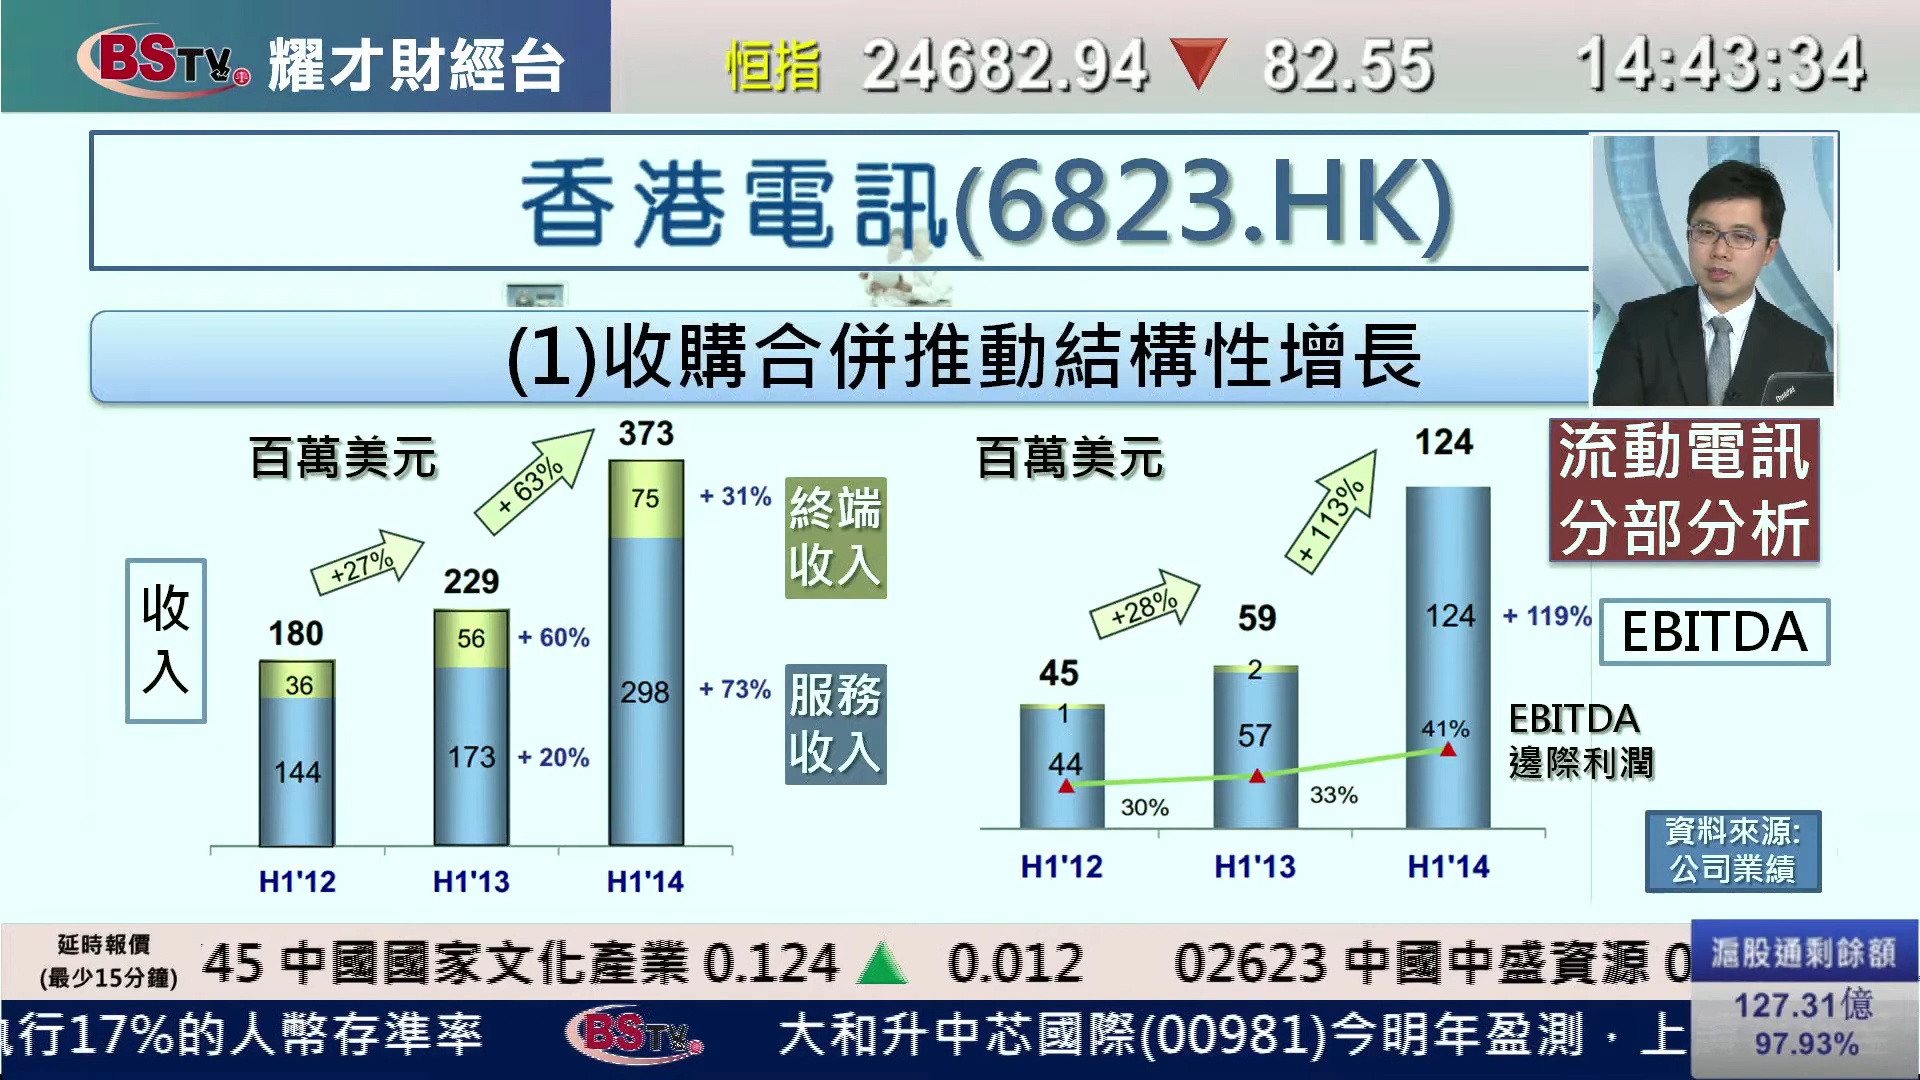 BSTV 耀才財經台
恒指 24682.94 ▼ 82.55 14:43:34
香港電訊(6823.HK)
(1)收購合併推動結構性增長
百萬美元
收入
180
36
144
+27%
229
56
173
+ 60%
+ 20%
+ 63%
373
75
298
+ 31%
+ 73%
終端
收入
服務
收入
H1'12 H1'13 H1'14
百萬美元
45
1
44
+28%
59
2
57
+ 113%
124
124
+ 119%
30% 33% 41%
H1'12 H1'13 H1'14
流動電訊
分部分析
EBITDA
EBITDA
邊際利潤
資料來源:
公司業績
延時報價
(最少15分鐘)
45 中國國家文化產業 0.124 ▲ 0.012 02623 中國中盛資源 0
滬股通剩餘額
127.31億
97.93%
行17%的人幣存準率 BSTV 大和升中芯國際(00981)今明年盈測，上